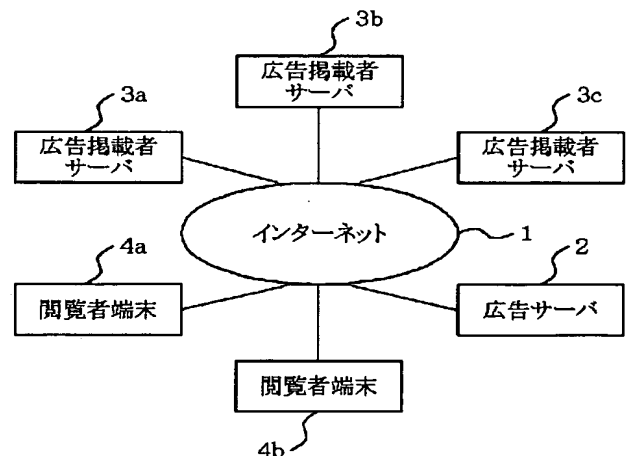 3b
広告掲載者
サーバ
3a
広告掲載者
サーバ
3c
広告掲載者
サーバ
インターネット
1
4a
閲覧者端末
2
広告サーバ
閲覧者端末
4b